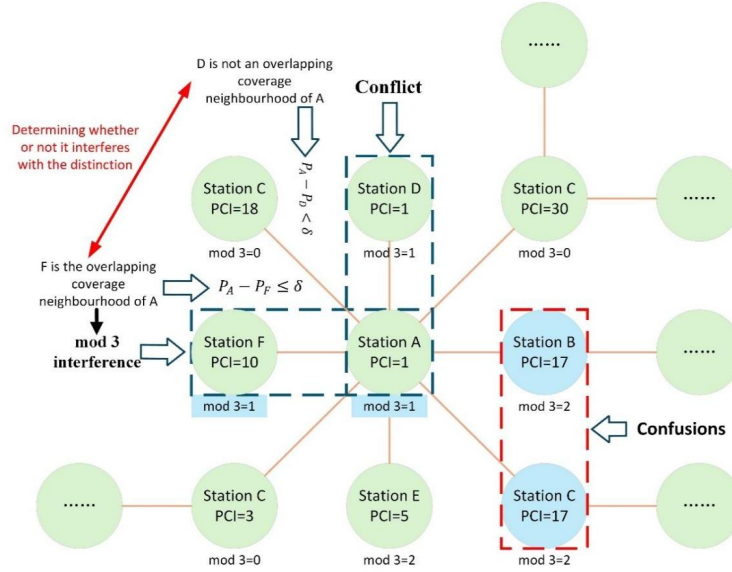 ......
D is not an overlapping
coverage
neighbourhood of A
Conflict
Determining whether
or not it interferes
with the distinction
P_A − P_D < δ
Station C
PCI=18
mod 3=0
Station D
PCI=1
mod 3=1
Station C
PCI=30
mod 3=0
......
F is the overlapping
coverage
neighbourhood of A
P_A − P_F ≤ δ
mod 3
interference
Station F
PCI=10
mod 3=1
Station A
PCI=1
mod 3=1
Station B
PCI=17
mod 3=2
......
Confusions
......
Station C
PCI=3
mod 3=0
Station E
PCI=5
mod 3=2
Station C
PCI=17
mod 3=2
......